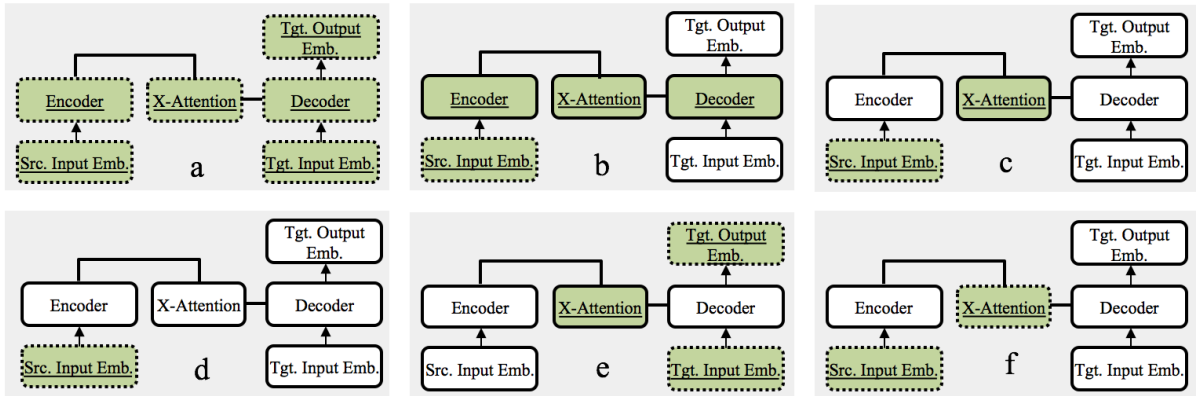 Tgt. Output
Emb.
Encoder
X-Attention
Decoder
Src. Input Emb.
Tgt. Input Emb.
a
Tgt. Output
Emb.
Encoder
X-Attention
Decoder
Src. Input Emb.
Tgt. Input Emb.
b
Tgt. Output
Emb.
Encoder
X-Attention
Decoder
Src. Input Emb.
Tgt. Input Emb.
c
Tgt. Output
Emb.
Encoder
X-Attention
Decoder
Src. Input Emb.
Tgt. Input Emb.
d
Tgt. Output
Emb.
Encoder
X-Attention
Decoder
Src. Input Emb.
Tgt. Input Emb.
e
Tgt. Output
Emb.
Encoder
X-Attention
Decoder
Src. Input Emb.
Tgt. Input Emb.
f